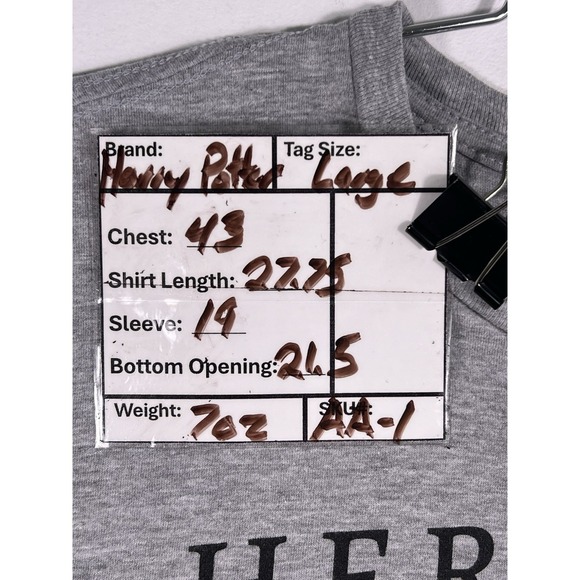 Brand: Tag Size:
Harry Potter Large
Chest: 43
Shirt Length: 27.75
Sleeve: 19
Bottom Opening: 21.5
Weight: 7oz SKU#: AA-1
HER